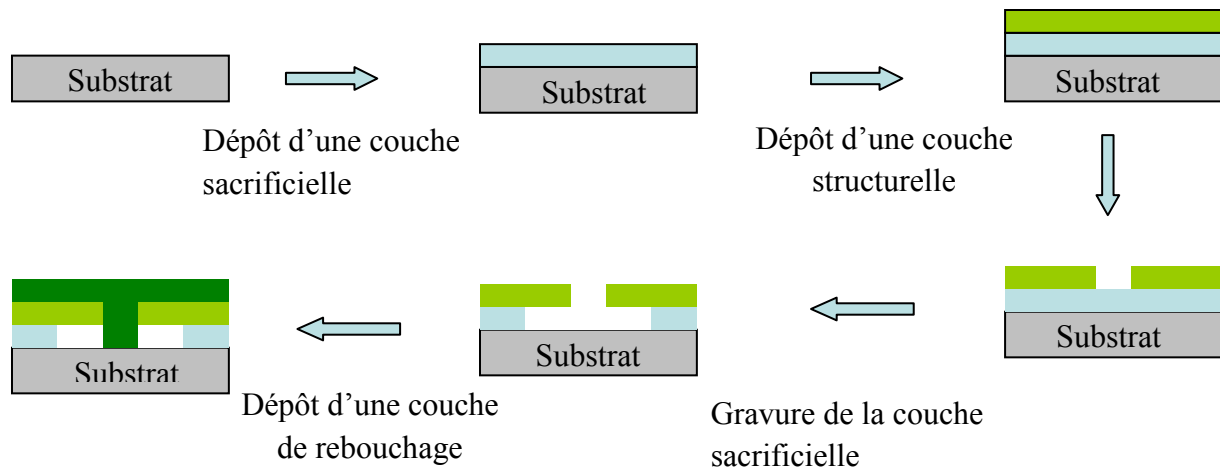 Substrat
Substrat
Substrat
Dépôt d’une couche
sacrificielle
Dépôt d’une couche
structurelle
Substrat
Substrat
Substrat
Dépôt d’une couche
de rebouchage
Gravure de la couche
sacrificielle